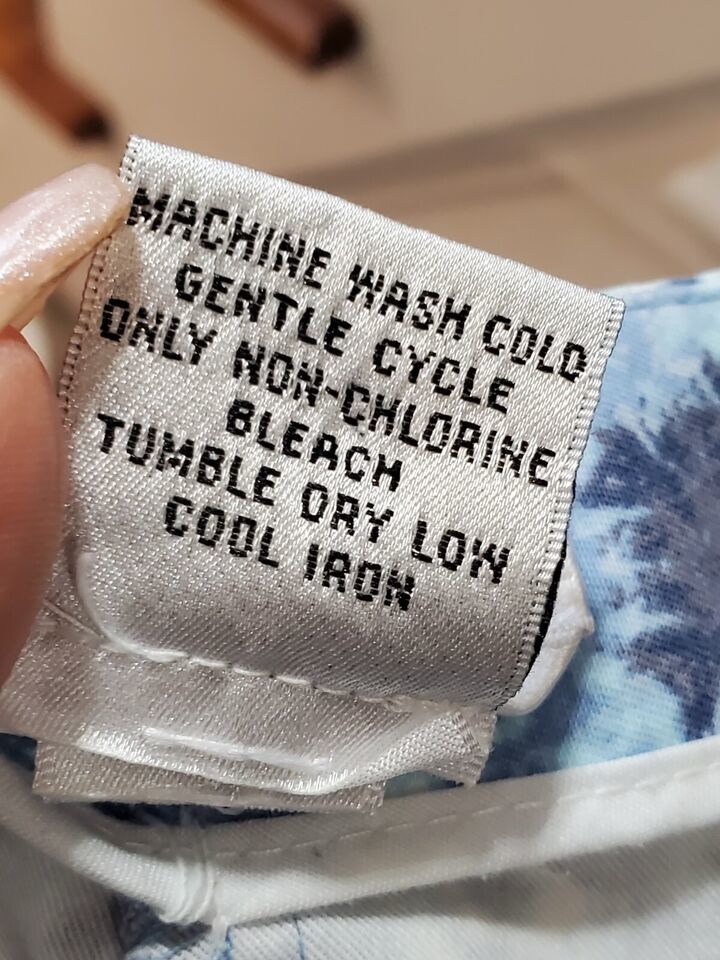 MACHINE WASH COLD
GENTLE CYCLE
ONLY NON-CHLORINE
BLEACH
TUMBLE DRY LOW
COOL IRON